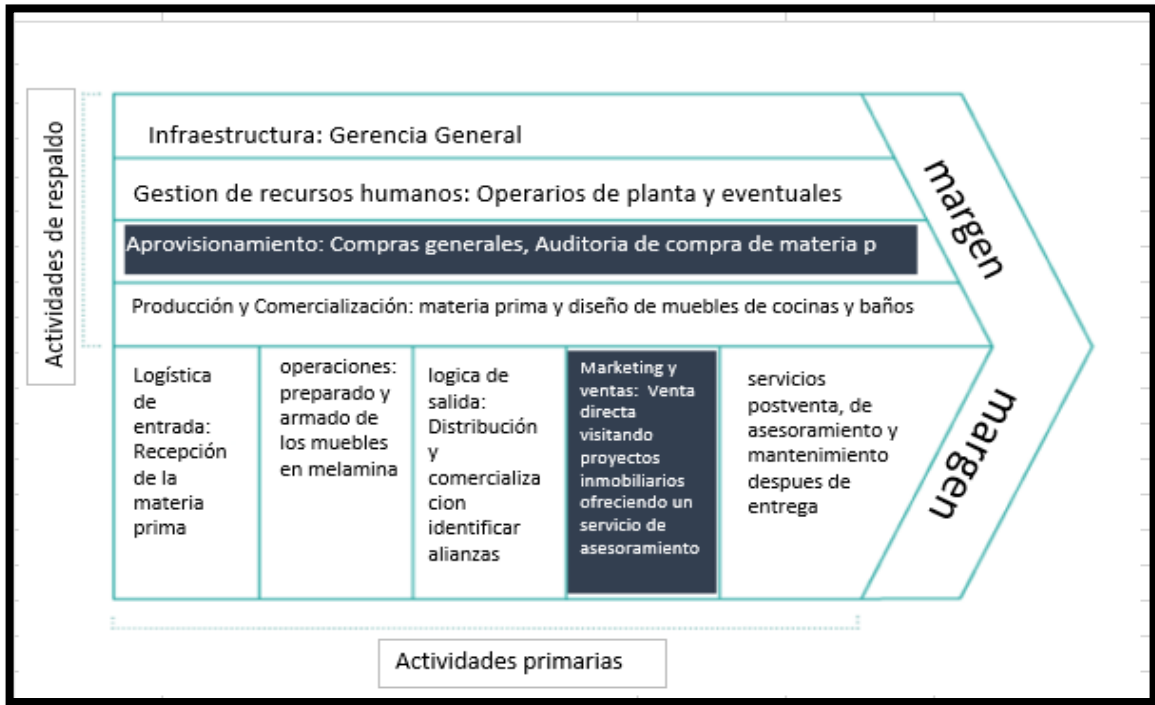 Actividades de respaldo
Infraestructura: Gerencia General
Gestion de recursos humanos: Operarios de planta y eventuales
Aprovisionamiento: Compras generales, Auditoria de compra de materia p
Producción y Comercialización: materia prima y diseño de muebles de cocinas y baños
Logística
de
entrada:
Recepción
de la
materia
prima
operaciones:
preparado y
armado de
los muebles
en melamina
logica de
salida:
Distribución
y
comercializa
cion
identificar
alianzas
Marketing y
ventas: Venta
directa
visitando
proyectos
inmobiliarios
ofreciendo un
servicio de
asesoramiento
servicios
postventa, de
asesoramiento y
mantenimiento
despues de
entrega
margen
margen
Actividades primarias